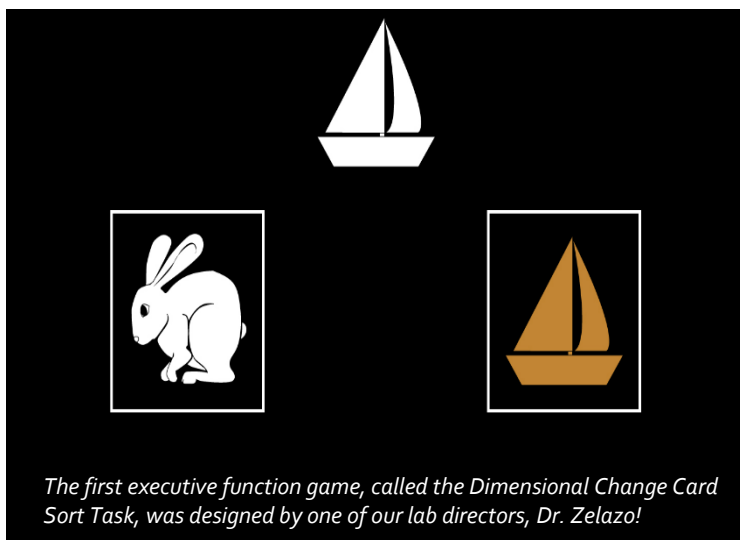 The first executive function game, called the Dimensional Change Card
Sort Task, was designed by one of our lab directors, Dr. Zelazo!